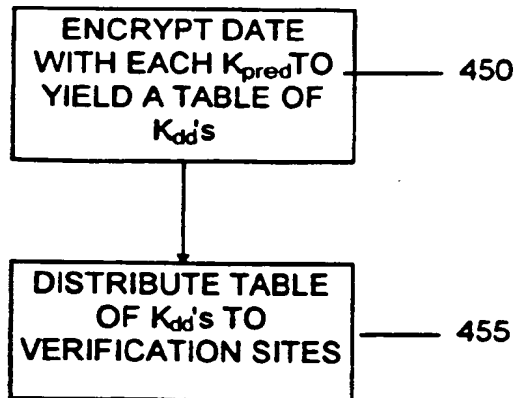 ENCRYPT DATE
WITH EACH KpredTO
YIELD A TABLE OF
Kdd's
450
DISTRIBUTE TABLE
OF Kdd's TO
VERIFICATION SITES
455